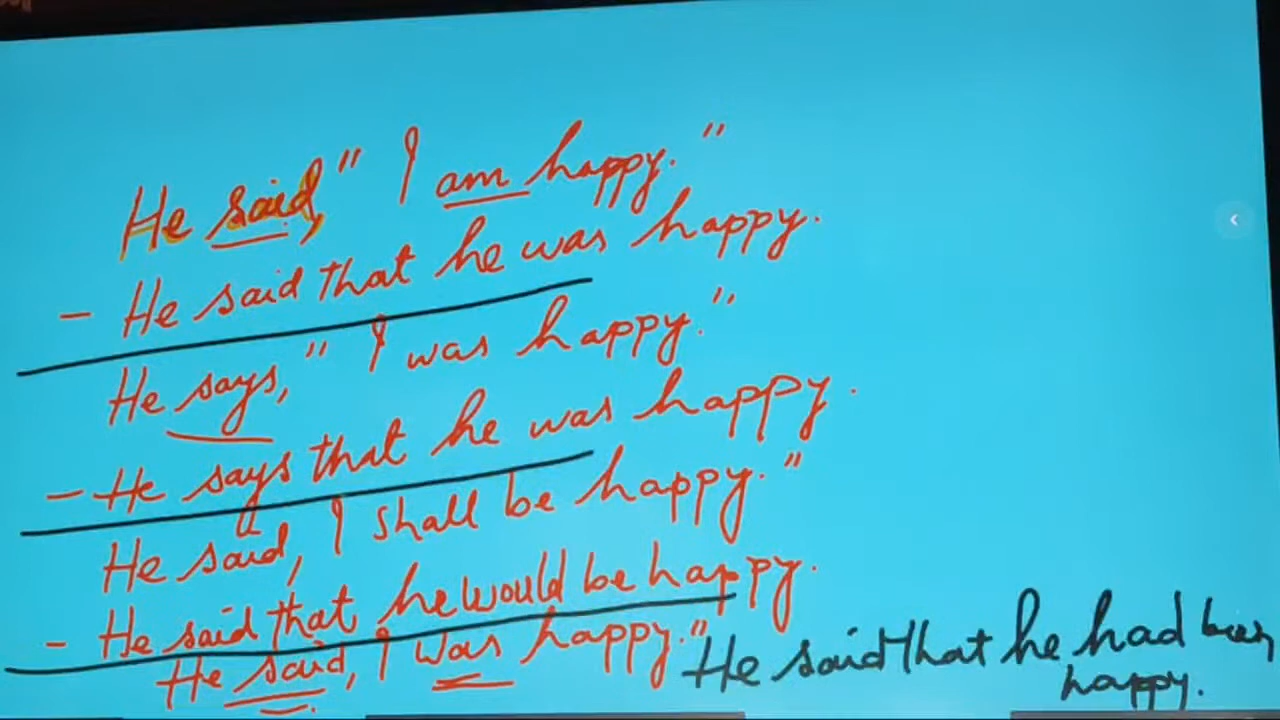 He said," I am happy."
- He said that he was happy.
He says," I was happy."
- He says that he was happy.
He said, I shall be happy."
- He said that he would be happy.
He said, I was happy."
He said that he had been
happy.